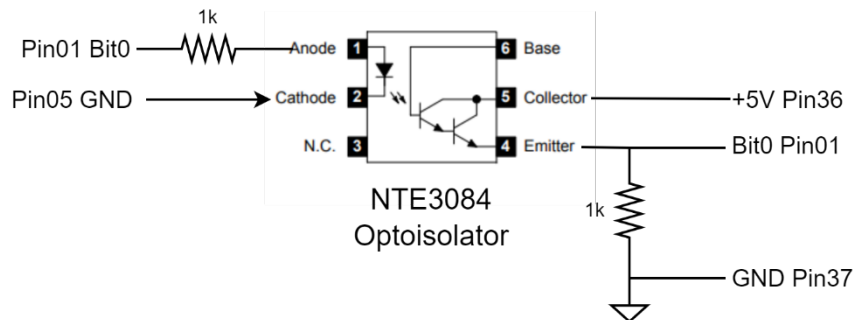 1k
Pin01 Bit0
Anode 1
6 Base
Pin05 GND
Cathode 2
5 Collector
+5V Pin36
N.C. 3
4 Emitter
Bit0 Pin01
NTE3084
Optoisolator
1k
GND Pin37